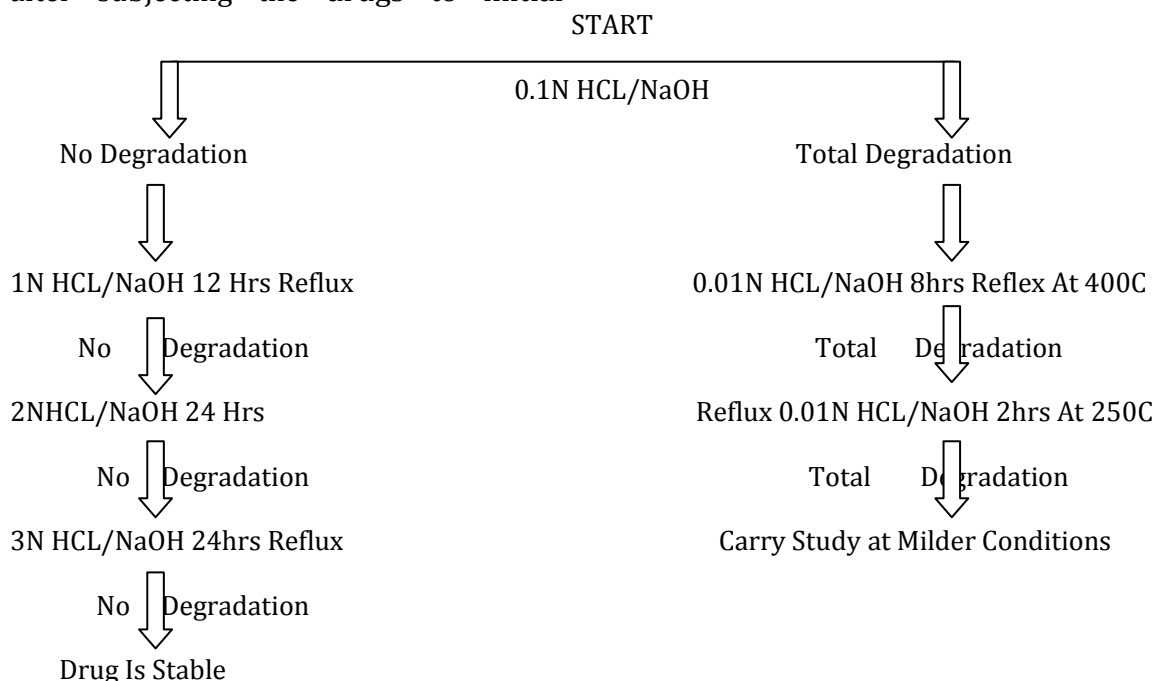 after subjecting the drugs to initial
START
0.1N HCL/NaOH
No Degradation
1N HCL/NaOH 12 Hrs Reflux
No Degradation
2NHCL/NaOH 24 Hrs
No Degradation
3N HCL/NaOH 24hrs Reflux
No Degradation
Drug Is Stable
Total Degradation
0.01N HCL/NaOH 8hrs Reflex At 400C
Total Degradation
Reflux 0.01N HCL/NaOH 2hrs At 250C
Total Degradation
Carry Study at Milder Conditions